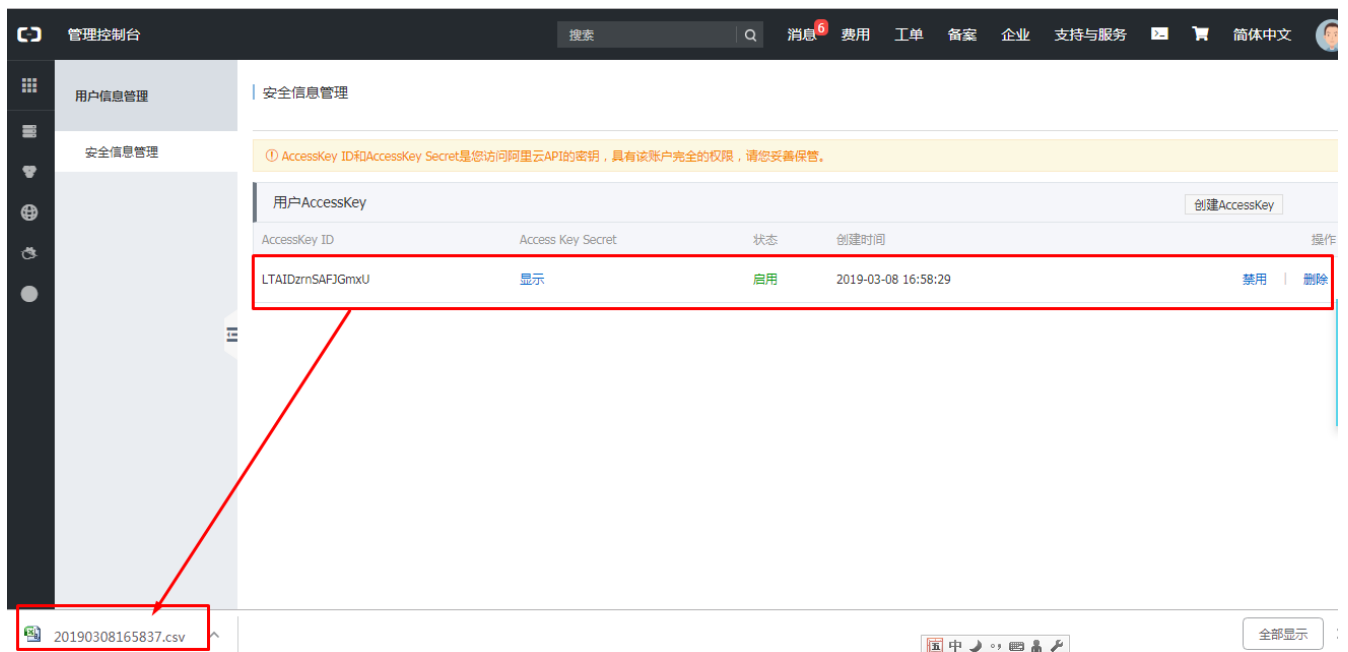 管理控制台
搜索
消息6
费用
工单
备案
企业
支持与服务
简体中文
用户信息管理
安全信息管理
安全信息管理
AccessKey ID和AccessKey Secret是您访问阿里云API的密钥，具有该账户完全的权限，请您妥善保管。
用户AccessKey
创建AccessKey
AccessKey ID Access Key Secret 状态 创建时间 操作
LTAIDzrnSAFJGmxU 显示 启用 2019-03-08 16:58:29 禁用 | 删除
20190308165837.csv
全部显示
五 中